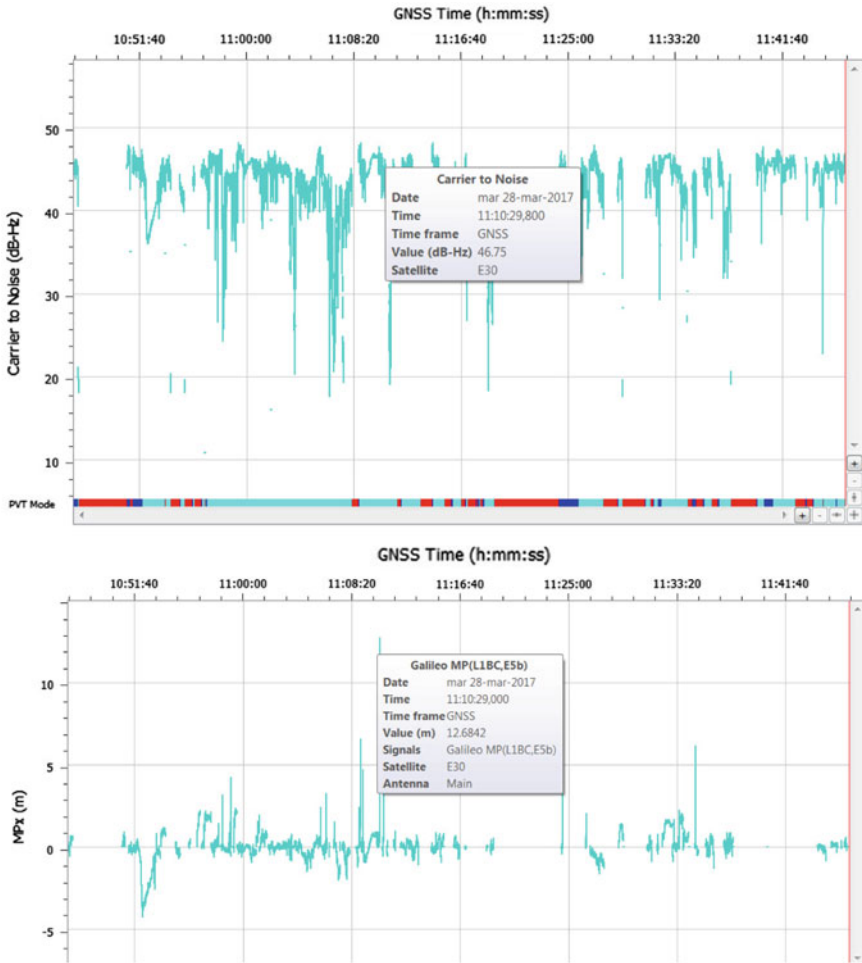 GNSS Time (h:mm:ss)
10:51:40 11:00:00 11:08:20 11:16:40 11:25:00 11:33:20 11:41:40
Carrier to Noise (dB-Hz)
50
40
30
20
10
Carrier to Noise
Date mar 28-mar-2017
Time 11:10:29,800
Time frame GNSS
Value (dB-Hz) 46.75
Satellite E30
PVT Mode
GNSS Time (h:mm:ss)
10:51:40 11:00:00 11:08:20 11:16:40 11:25:00 11:33:20 11:41:40
MPx (m)
10
5
0
-5
Galileo MP(L1BC,E5b)
Date mar 28-mar-2017
Time 11:10:29,000
Time frame GNSS
Value (m) 12.6842
Signals Galileo MP(L1BC,E5b)
Satellite E30
Antenna Main